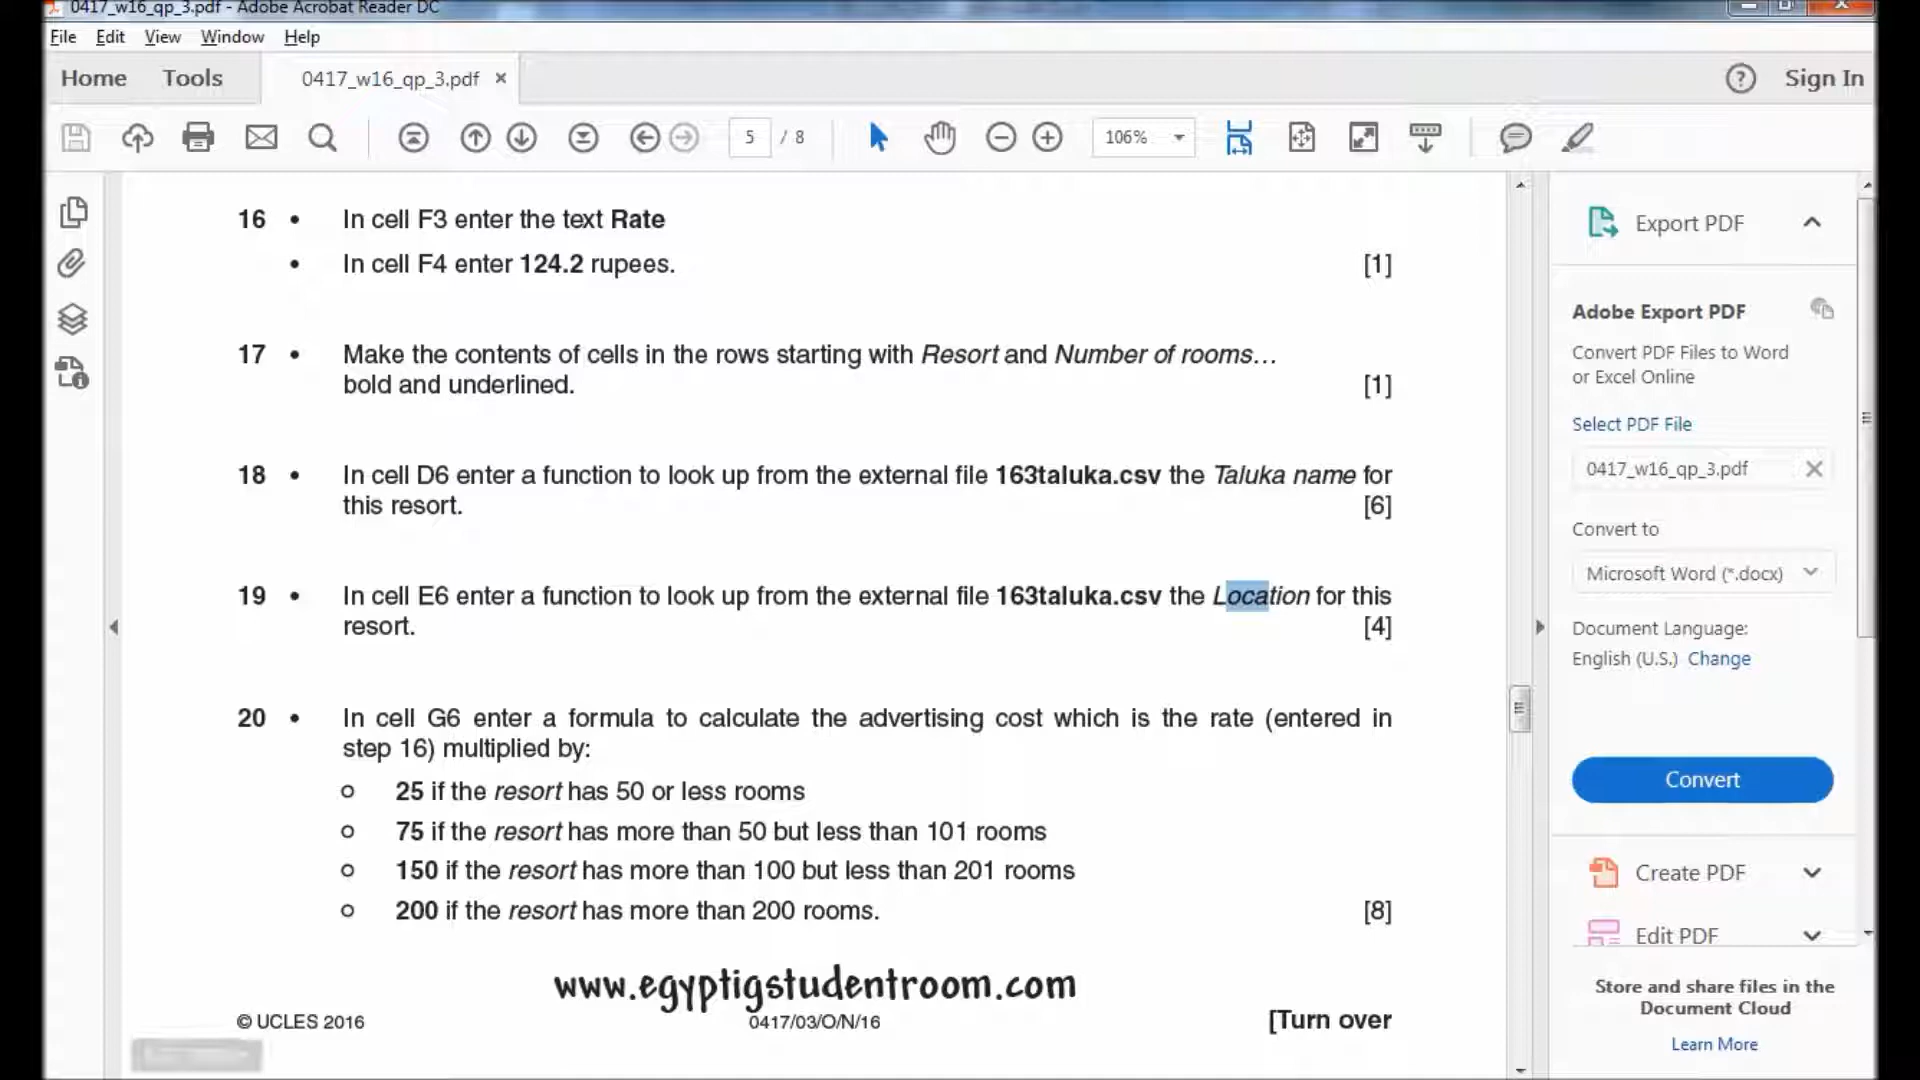 0417_w16_qp_3.pdf - Adobe Acrobat Reader DC
File Edit View Window Help
Home Tools 0417_w16_qp_3.pdf × ? Sign In
5 / 8 106%
16 • In cell F3 enter the text Rate
• In cell F4 enter 124.2 rupees. [1]
17 • Make the contents of cells in the rows starting with Resort and Number of rooms…
bold and underlined. [1]
18 • In cell D6 enter a function to look up from the external file 163taluka.csv the Taluka name for
this resort. [6]
19 • In cell E6 enter a function to look up from the external file 163taluka.csv the Location for this
resort. [4]
20 • In cell G6 enter a formula to calculate the advertising cost which is the rate (entered in
step 16) multiplied by:
o 25 if the resort has 50 or less rooms
o 75 if the resort has more than 50 but less than 101 rooms
o 150 if the resort has more than 100 but less than 201 rooms
o 200 if the resort has more than 200 rooms. [8]
www.egyptigstudentroom.com
© UCLES 2016 0417/03/O/N/16 [Turn over
Export PDF
Adobe Export PDF
Convert PDF Files to Word
or Excel Online
Select PDF File
0417_w16_qp_3.pdf ×
Convert to
Microsoft Word (*.docx)
Document Language:
English (U.S.) Change
Convert
Create PDF
Edit PDF
Store and share files in the
Document Cloud
Learn More